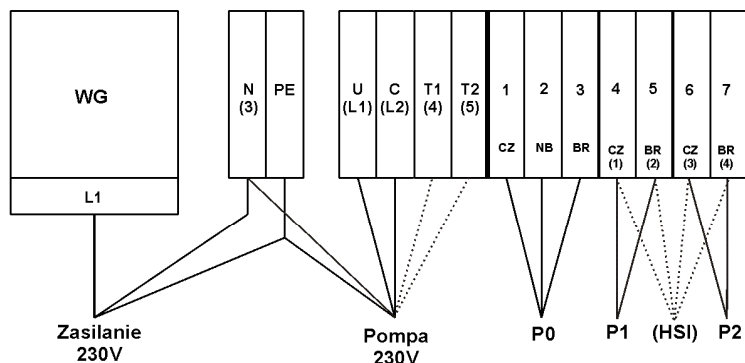 WG
L1
N
(3)
PE
U
(L1)
C
(L2)
T1
(4)
T2
(5)
1
CZ
2
NB
3
BR
4
CZ
(1)
5
BR
(2)
6
CZ
(3)
7
BR
(4)
Zasilanie
230V
Pompa
230V
P0
P1
(HSI)
P2